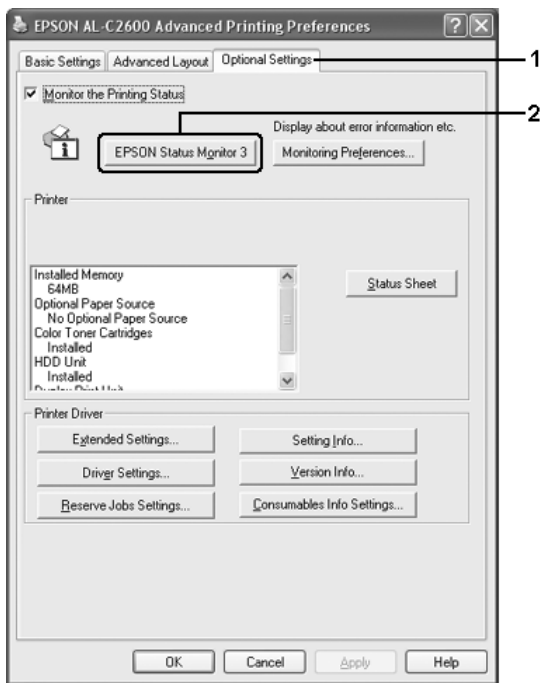 EPSON AL-C2600 Advanced Printing Preferences
Basic Settings Advanced Layout Optional Settings 1
Monitor the Printing Status
2
Display about error information etc.
EPSON Status Monitor 3 Monitoring Preferences...
Printer
Installed Memory
64MB
Status Sheet
Optional Paper Source
No Optional Paper Source
Color Toner Cartridges
Installed
HDD Unit
Installed
Duplex Print Unit
Printer Driver
Extended Settings... Setting Info...
Driver Settings... Version Info...
Reserve Jobs Settings... Consumables Info Settings...
OK Cancel Apply Help